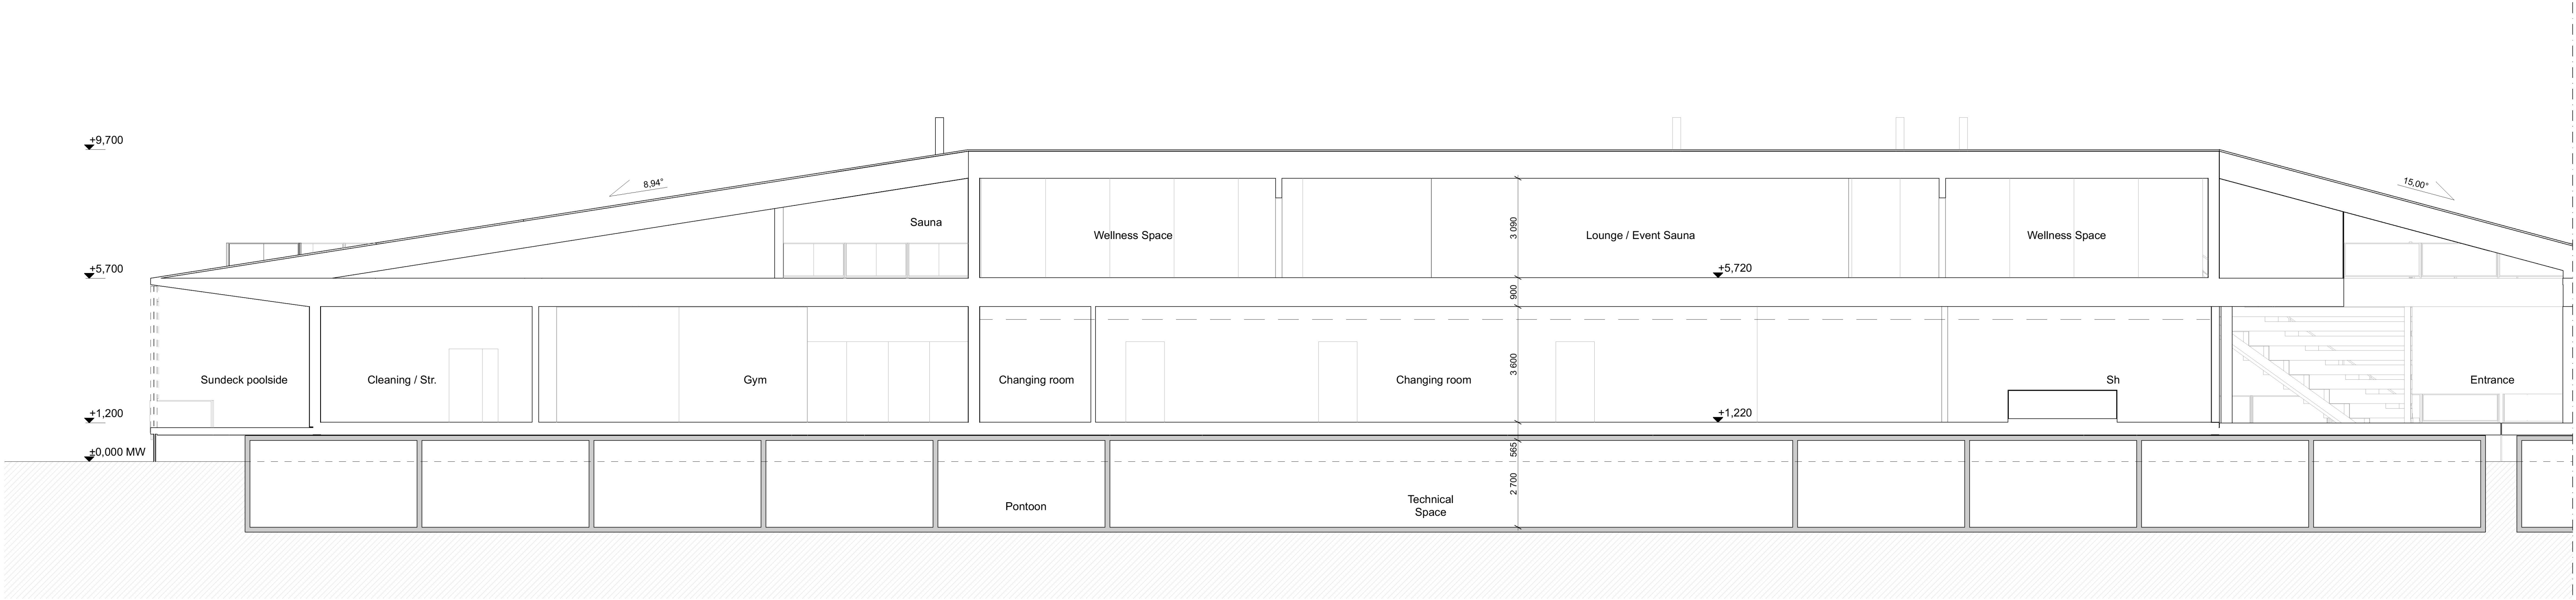 +9,700
8,94°
15,00°
Sauna
Wellness Space
3 090
Lounge / Event Sauna
Wellness Space
+5,700
+5,720
900
Sundeck poolside
Cleaning / Str.
Gym
Changing room
Changing room
3 600
Sh
Entrance
+1,200
+1,220
±0,000 MW
565
2 700
Pontoon
Technical
Space